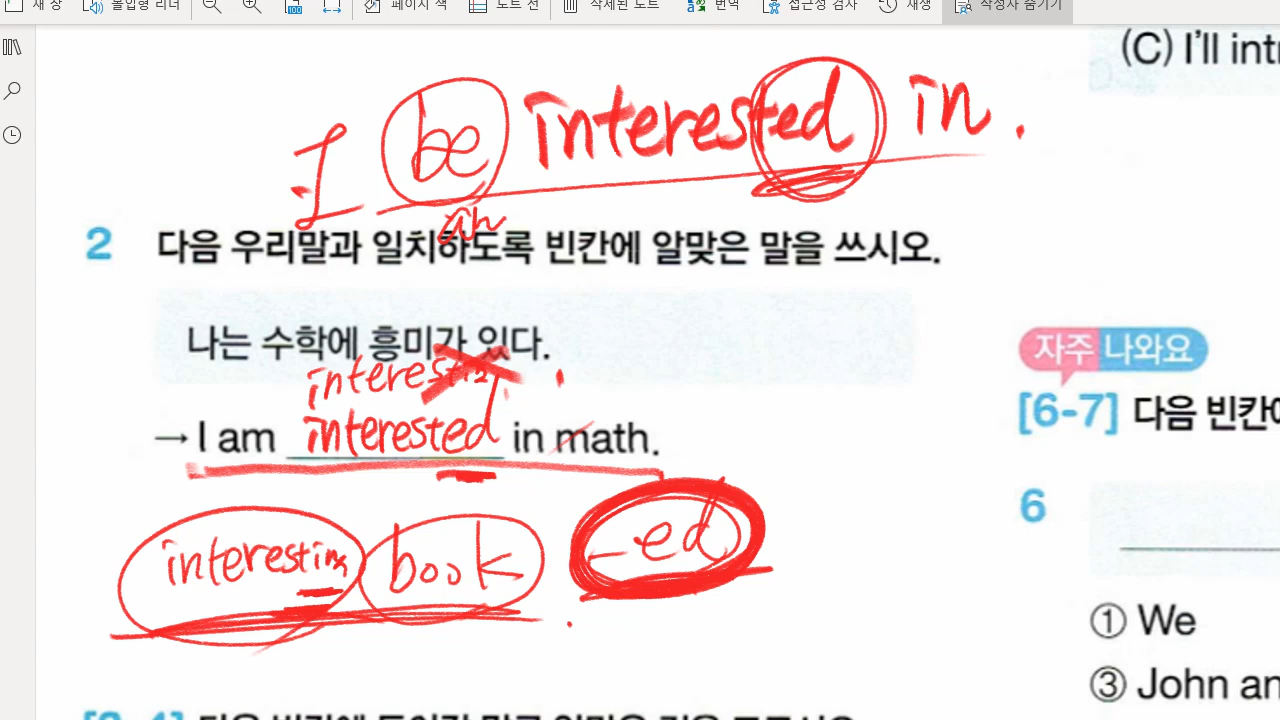 새 장 몰입형 리더 100 페이지 색 노트 전 삭제된 노트 번역 접근성 검사 재생 작성자 숨기기
(C) I'll intr
I be interested in.
am
2 다음 우리말과 일치하도록 빈칸에 알맞은 말을 쓰시오.
나는 수학에 흥미가 있다.
→ I am interested in math.
interesting book -ed
자주 나와요
[6-7] 다음 빈칸에
6
① We
③ John an